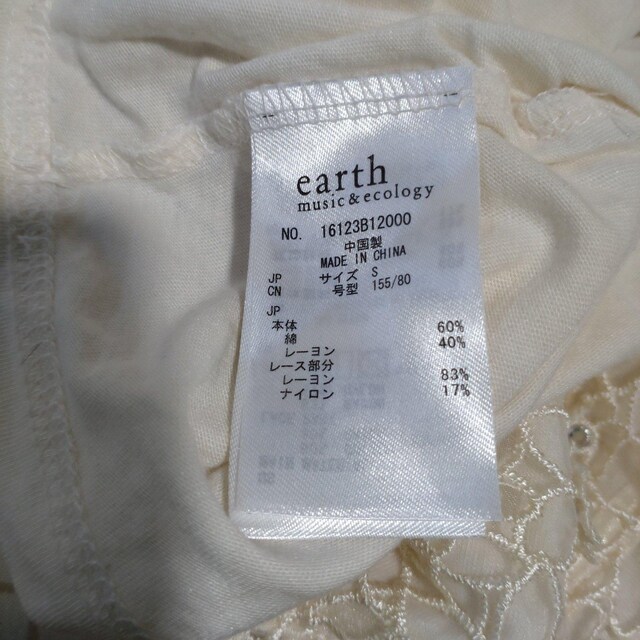 earth
music&ecology
NO. 16123B12000
中国製
MADE IN CHINA
JP サイズ S
CN 号型 155/80
JP
本体
綿 60%
レーヨン 40%
レース部分
レーヨン 83%
ナイロン 17%